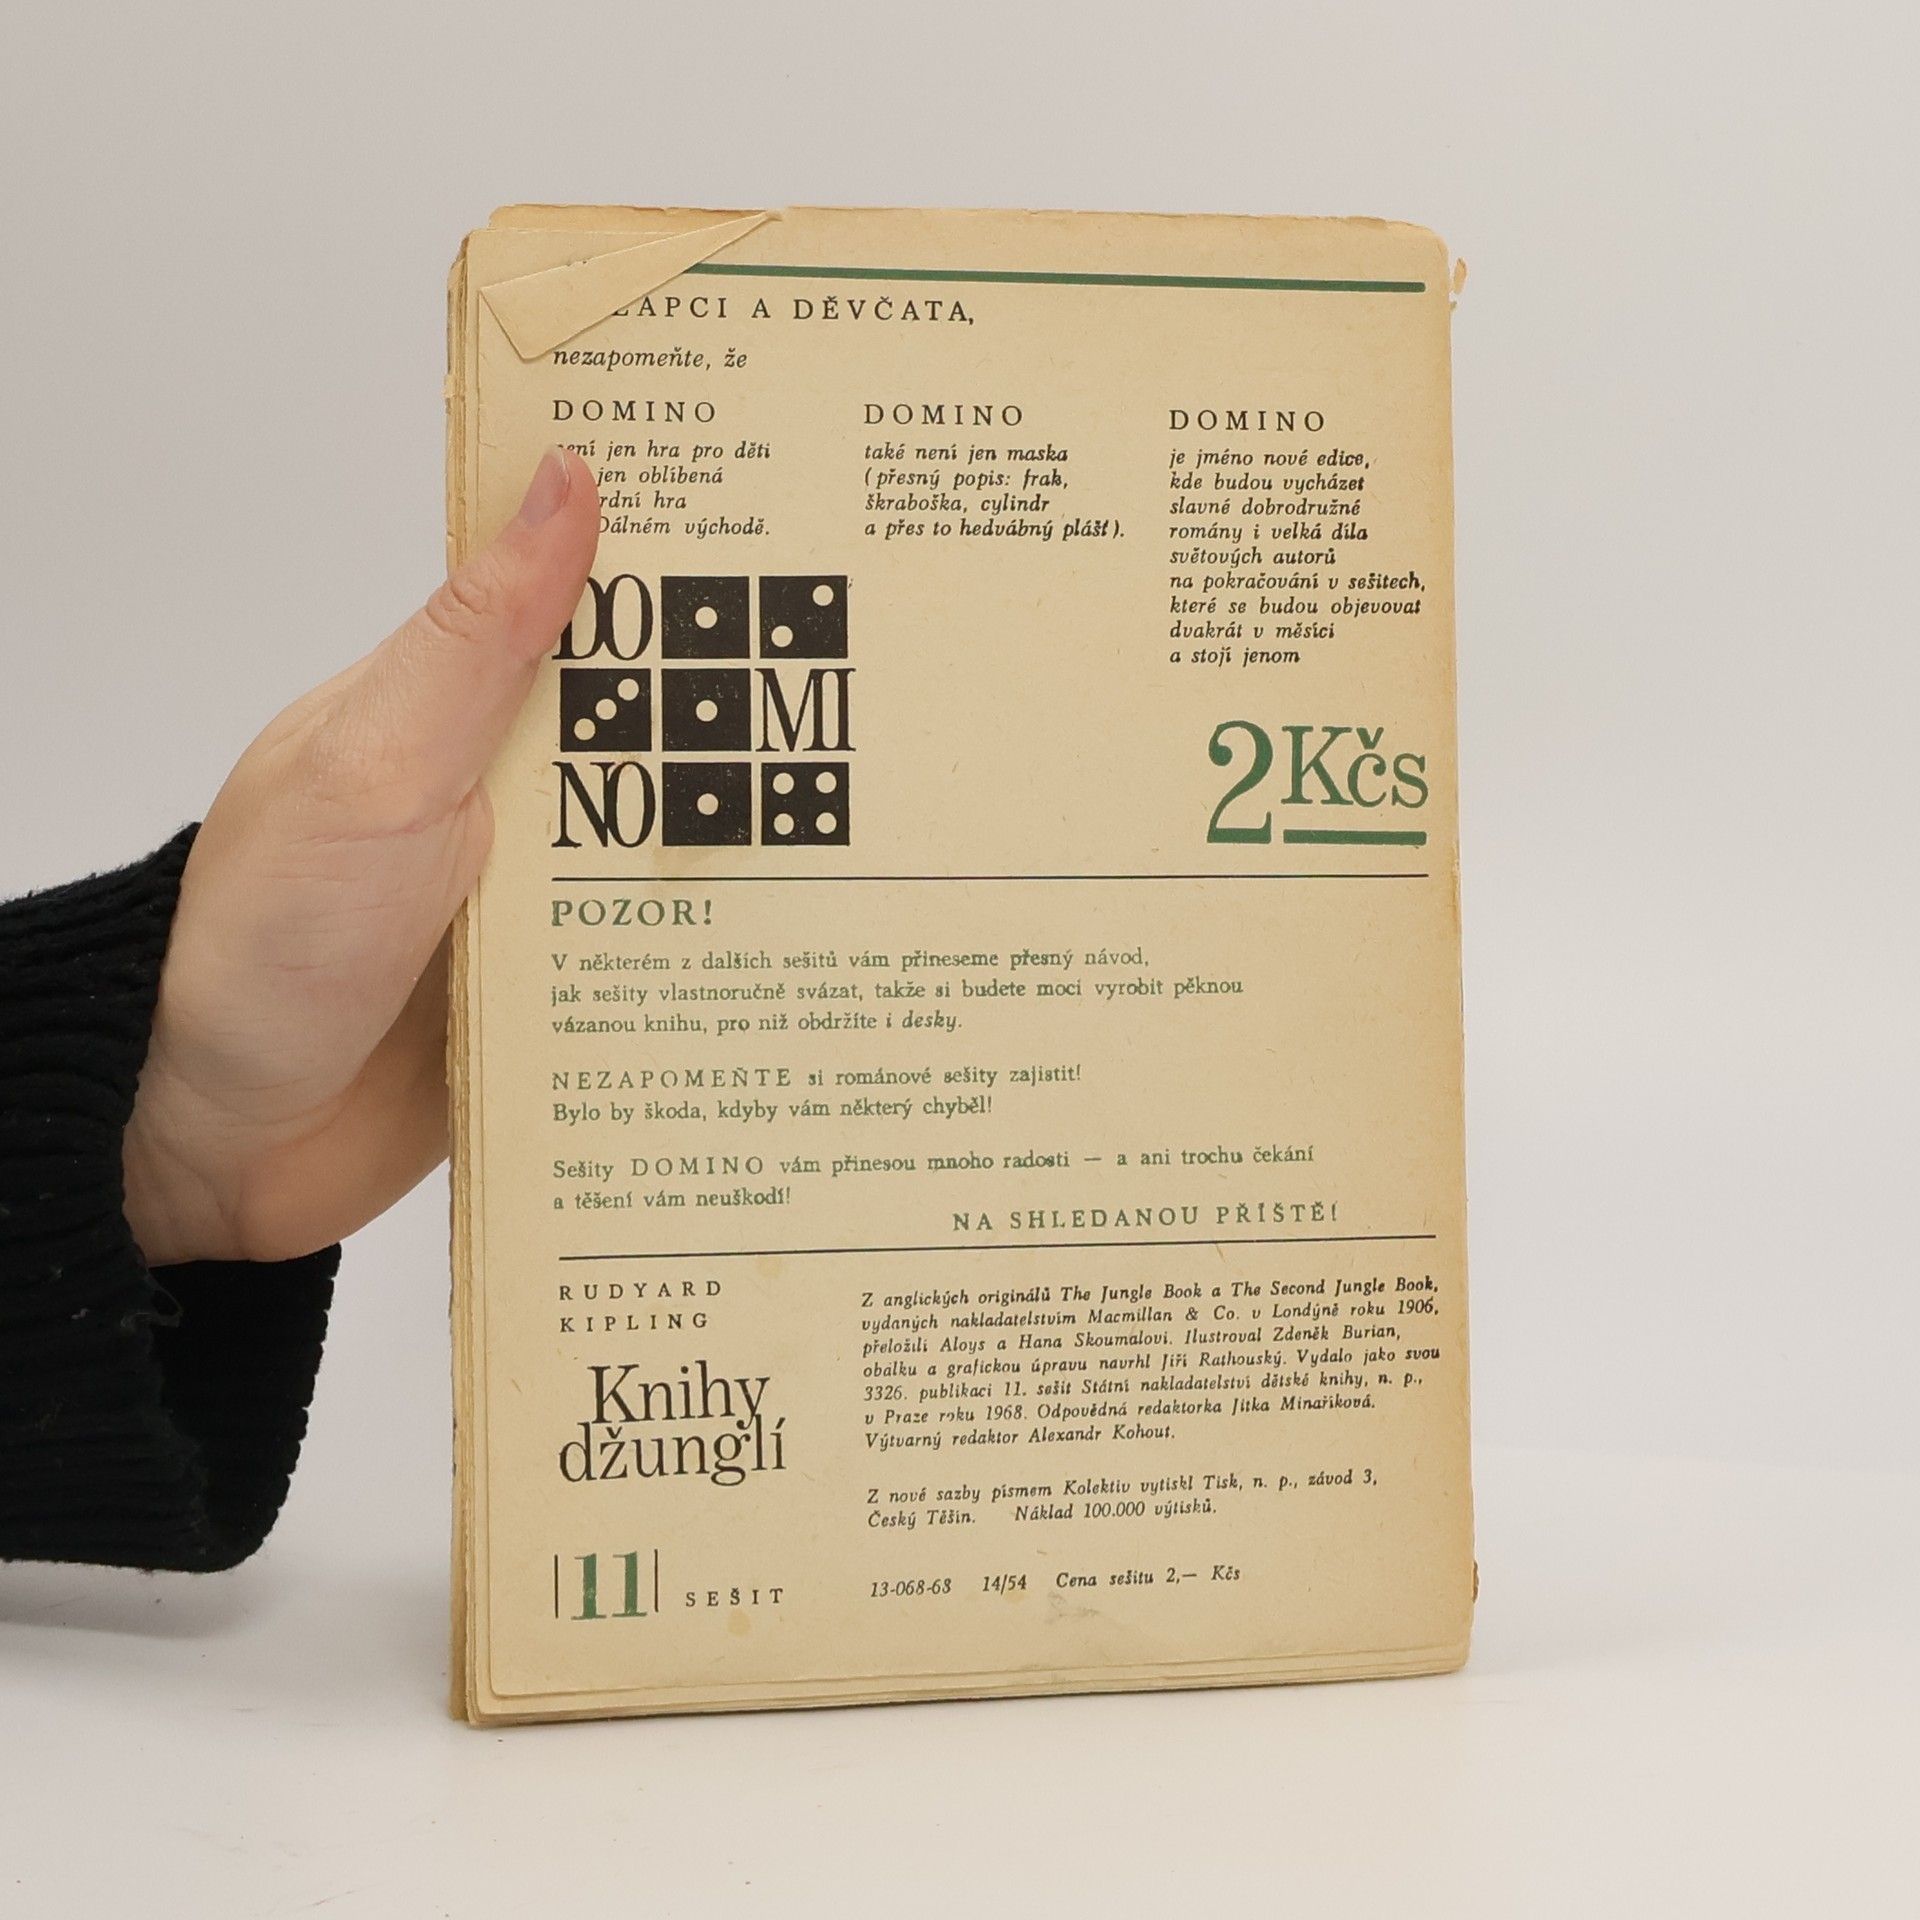 A DĚVČATA,
nezapomeňte, že
DOMINO
jen hra pro děti
jen oblíbená
hra
Dálném východě.
DOMINO
také není jen maska
(přesný popis: frak,
škraboška, cylindr
a přes to hedvábný plášť).
DOMINO
je jméno nové edice,
kde budou vycházet
slavné dobrodružné
romány i velká díla
světových autorů
na pokračování v sešitech,
které se budou objevovat
dvakrát v měsíci
a stojí jenom
DO
MI
NO
2 Kčs
POZOR!
V některém z dalších sešitů vám přineseme přesný návod,
jak sešity vlastnoručně svázat, takže si budete moci vyrobit pěknou
vázanou knihu, pro niž obdržíte i desky.
NEZAPOMEŇTE si románové sešity zajistit!
Bylo by škoda, kdyby vám některý chyběl!
Sešity DOMINO vám přinesou mnoho radosti — a ani trochu čekání
a těšení vám neuškodí!
NA SHLEDANOU PŘÍŠTĚ!
RUDYARD
KIPLING
Knihy
džunglí
11 SEŠIT
Z anglických originálů The Jungle Book a The Second Jungle Book,
vydaných nakladatelstvím Macmillan & Co. v Londýně roku 1906,
přeložili Aloys a Hana Skoumalovi. Ilustroval Zdeněk Burian,
obálku a grafickou úpravu navrhl Jiří Rathouský. Vydalo jako svou
3326. publikaci 11. sešit Státní nakladatelství dětské knihy, n. p.,
v Praze roku 1968. Odpovědná redaktorka Jitka Minaříková.
Výtvarný redaktor Alexandr Kohout.
Z nové sazby písmem Kolektiv vytiskl Tisk, n. p., závod 3,
Český Těšín. Náklad 100.000 výtisků.
13-068-68 14/54 Cena sešitu 2,— Kčs